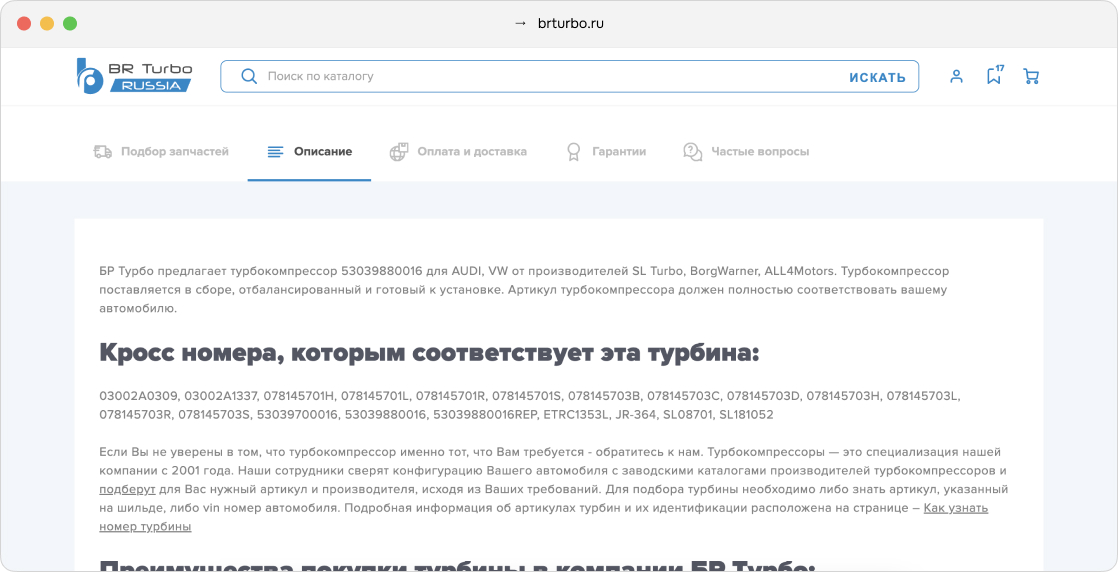 → brturbo.ru
BR Turbo
RUSSIA
Поиск по каталогу
ИСКАТЬ
17
Подбор запчастей
Описание
Оплата и доставка
Гарантии
Частые вопросы
БР Турбо предлагает турбокомпрессор 53039880016 для AUDI, VW от производителей SL Turbo, BorgWarner, ALL4Motors. Турбокомпрессор
поставляется в сборе, отбалансированный и готовый к установке. Артикул турбокомпрессора должен полностью соответствовать вашему
автомобилю.
Кросс номера, которым соответствует эта турбина:
03002A0309, 03002A1337, 078145701H, 078145701L, 078145701R, 078145701S, 078145703B, 078145703C, 078145703D, 078145703H, 078145703L,
078145703R, 078145703S, 53039700016, 53039880016, 53039880016REP, ETRC1353L, JR-364, SL08701, SL181052
Если Вы не уверены в том, что турбокомпрессор именно тот, что Вам требуется - обратитесь к нам. Турбокомпрессоры — это специализация нашей
компании с 2001 года. Наши сотрудники сверят конфигурацию Вашего автомобиля с заводскими каталогами производителей турбокомпрессоров и
подберут для Вас нужный артикул и производителя, исходя из Ваших требований. Для подбора турбины необходимо либо знать артикул, указанный
на шильде, либо vin номер автомобиля. Подробная информация об артикулах турбин и их идентификации расположена на странице – Как узнать
номер турбины
Преимущества покупки турбины в компании БР Турбо: